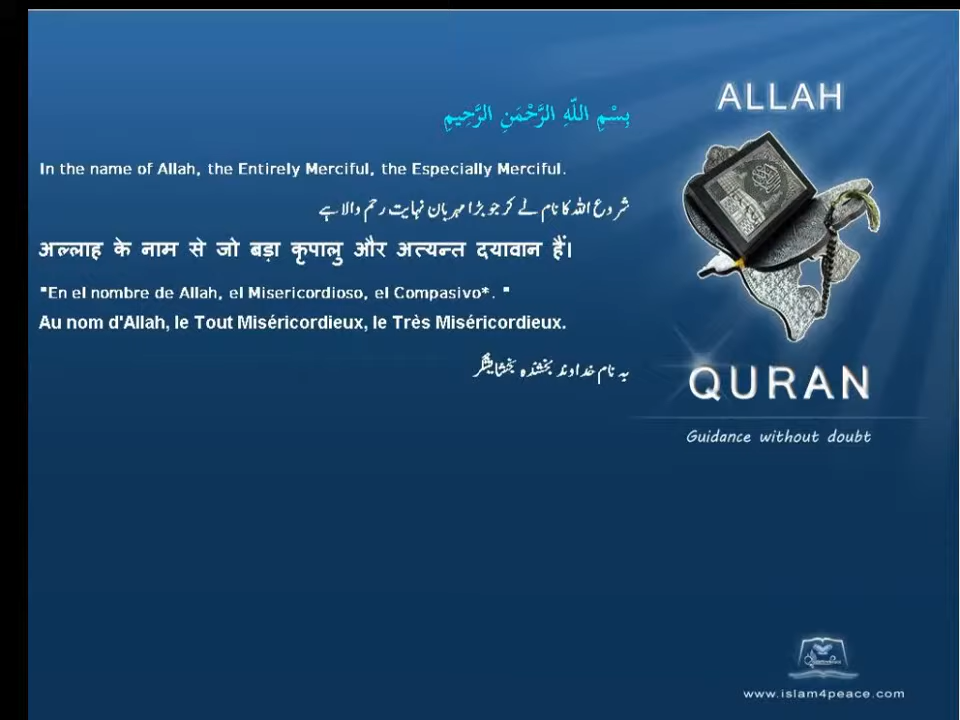 بِسْمِ اللَّهِ الرَّحْمَنِ الرَّحِيمِ
In the name of Allah, the Entirely Merciful, the Especially Merciful.
شروع الله کا نام لے کر جو بڑا مہربان نہایت رحم والا ہے
अल्लाह के नाम से जो बड़ा कृपालु और अत्यन्त दयावान हैं।
"En el nombre de Allah, el Misericordioso, el Compasivo*. "
Au nom d'Allah, le Tout Miséricordieux, le Très Miséricordieux.
به نام خداوند بخشنده بخشایشگر
ALLAH
QURAN
Guidance without doubt
www.islam4peace.com